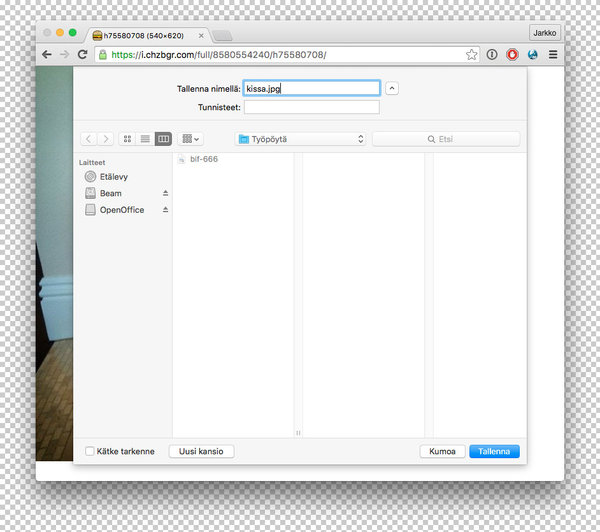 h75580708 (540×620)
Jarkko
https://i.chzbgr.com/full/8580554240/h75580708/
Tallenna nimellä: kissa.jpg
Tunnisteet:
Työpöytä
Etsi
Laitteet
Etälevy
Beam
OpenOffice
bif-666
Kätke tarkenne
Uusi kansio
Kumoa
Tallenna